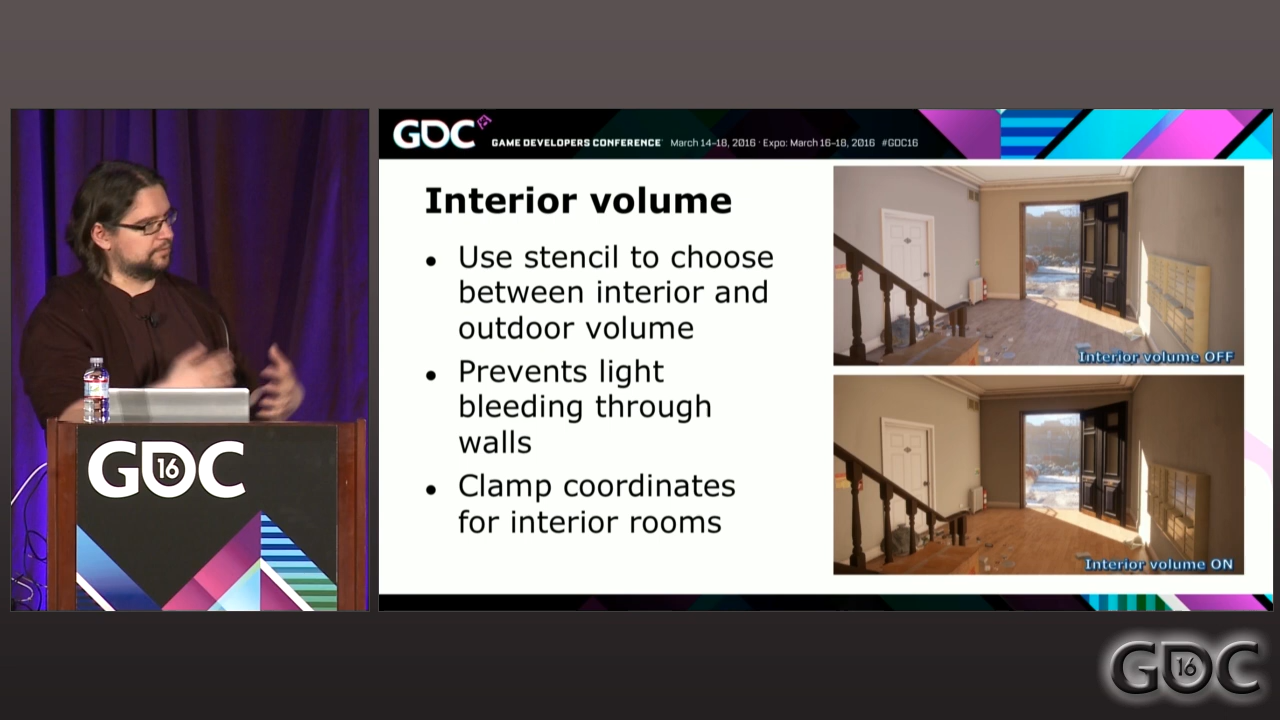 GDC
GAME DEVELOPERS CONFERENCE March 14–18, 2016 · Expo: March 16–18, 2016 #GDC16
Interior volume
• Use stencil to choose
between interior and
outdoor volume
• Prevents light
bleeding through
walls
• Clamp coordinates
for interior rooms
Interior volume OFF
Interior volume ON
GDC 16
GDC 16